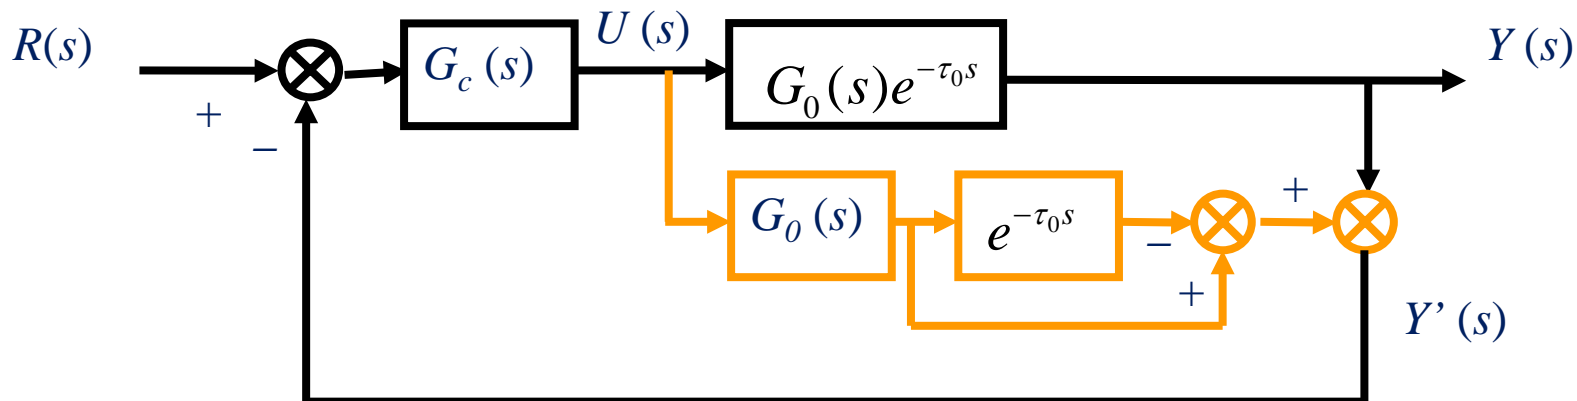 R(s)
+
−
G_c (s)
U (s)
G_0(s)e^{-τ_0 s}
Y (s)
G_0 (s)
e^{-τ_0 s}
−
+
+
Y’ (s)